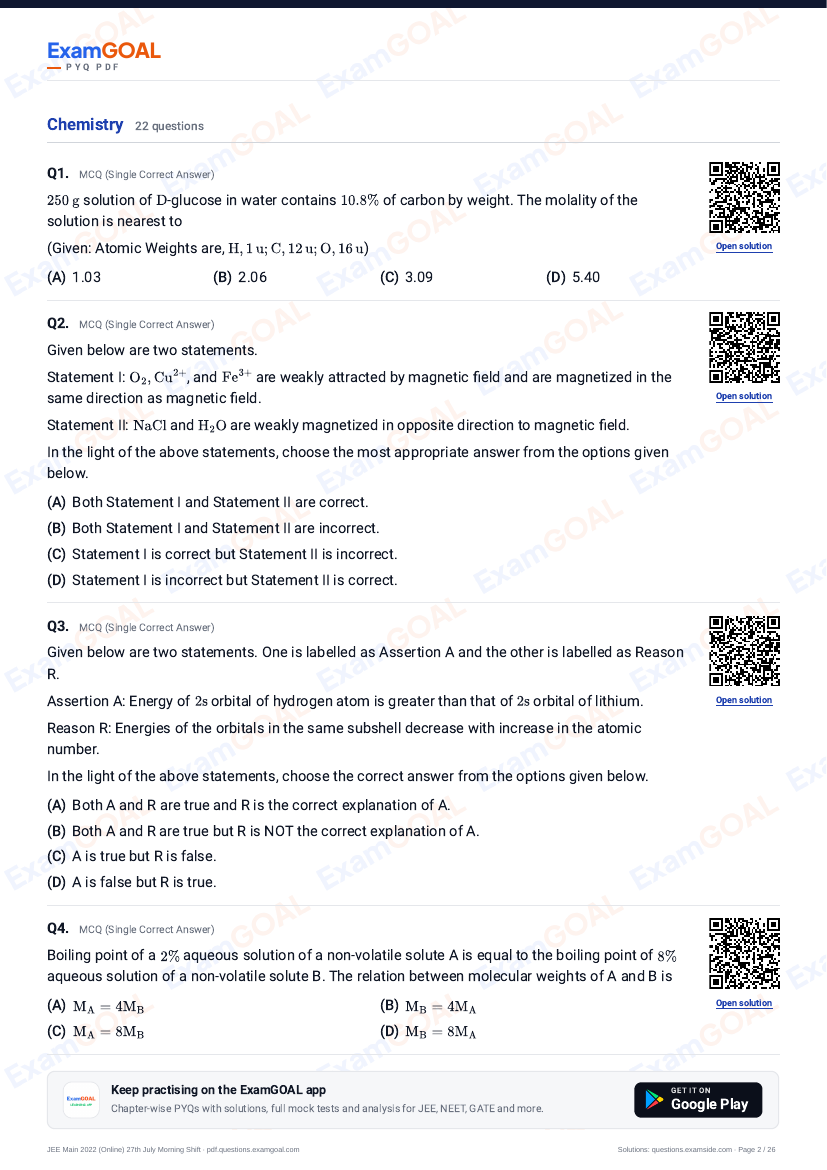 ExamGOAL
PYQ PDF
Chemistry 22 questions
Q1. MCQ (Single Correct Answer)
250 g solution of D-glucose in water contains 10.8% of carbon by weight. The molality of the
solution is nearest to
(Given: Atomic Weights are, H, 1 u; C, 12 u; O, 16 u)
(A) 1.03 (B) 2.06 (C) 3.09 (D) 5.40
Open solution
Q2. MCQ (Single Correct Answer)
Given below are two statements.
Statement I: O₂, Cu²⁺, and Fe³⁺ are weakly attracted by magnetic field and are magnetized in the
same direction as magnetic field.
Statement II: NaCl and H₂O are weakly magnetized in opposite direction to magnetic field.
In the light of the above statements, choose the most appropriate answer from the options given
below.
(A) Both Statement I and Statement II are correct.
(B) Both Statement I and Statement II are incorrect.
(C) Statement I is correct but Statement II is incorrect.
(D) Statement I is incorrect but Statement II is correct.
Open solution
Q3. MCQ (Single Correct Answer)
Given below are two statements. One is labelled as Assertion A and the other is labelled as Reason
R.
Assertion A: Energy of 2s orbital of hydrogen atom is greater than that of 2s orbital of lithium.
Reason R: Energies of the orbitals in the same subshell decrease with increase in the atomic
number.
In the light of the above statements, choose the correct answer from the options given below.
(A) Both A and R are true and R is the correct explanation of A.
(B) Both A and R are true but R is NOT the correct explanation of A.
(C) A is true but R is false.
(D) A is false but R is true.
Open solution
Q4. MCQ (Single Correct Answer)
Boiling point of a 2% aqueous solution of a non-volatile solute A is equal to the boiling point of 8%
aqueous solution of a non-volatile solute B. The relation between molecular weights of A and B is
(A) M_A = 4M_B (B) M_B = 4M_A
(C) M_A = 8M_B (D) M_B = 8M_A
Open solution
ExamGOAL
Keep practising on the ExamGOAL app
Chapter-wise PYQs with solutions, full mock tests and analysis for JEE, NEET, GATE and more.
GET IT ON
Google Play
JEE Main 2022 (Online) 27th July Morning Shift · pdf.questions.examgoal.com
Solutions: questions.examside.com · Page 2 / 26